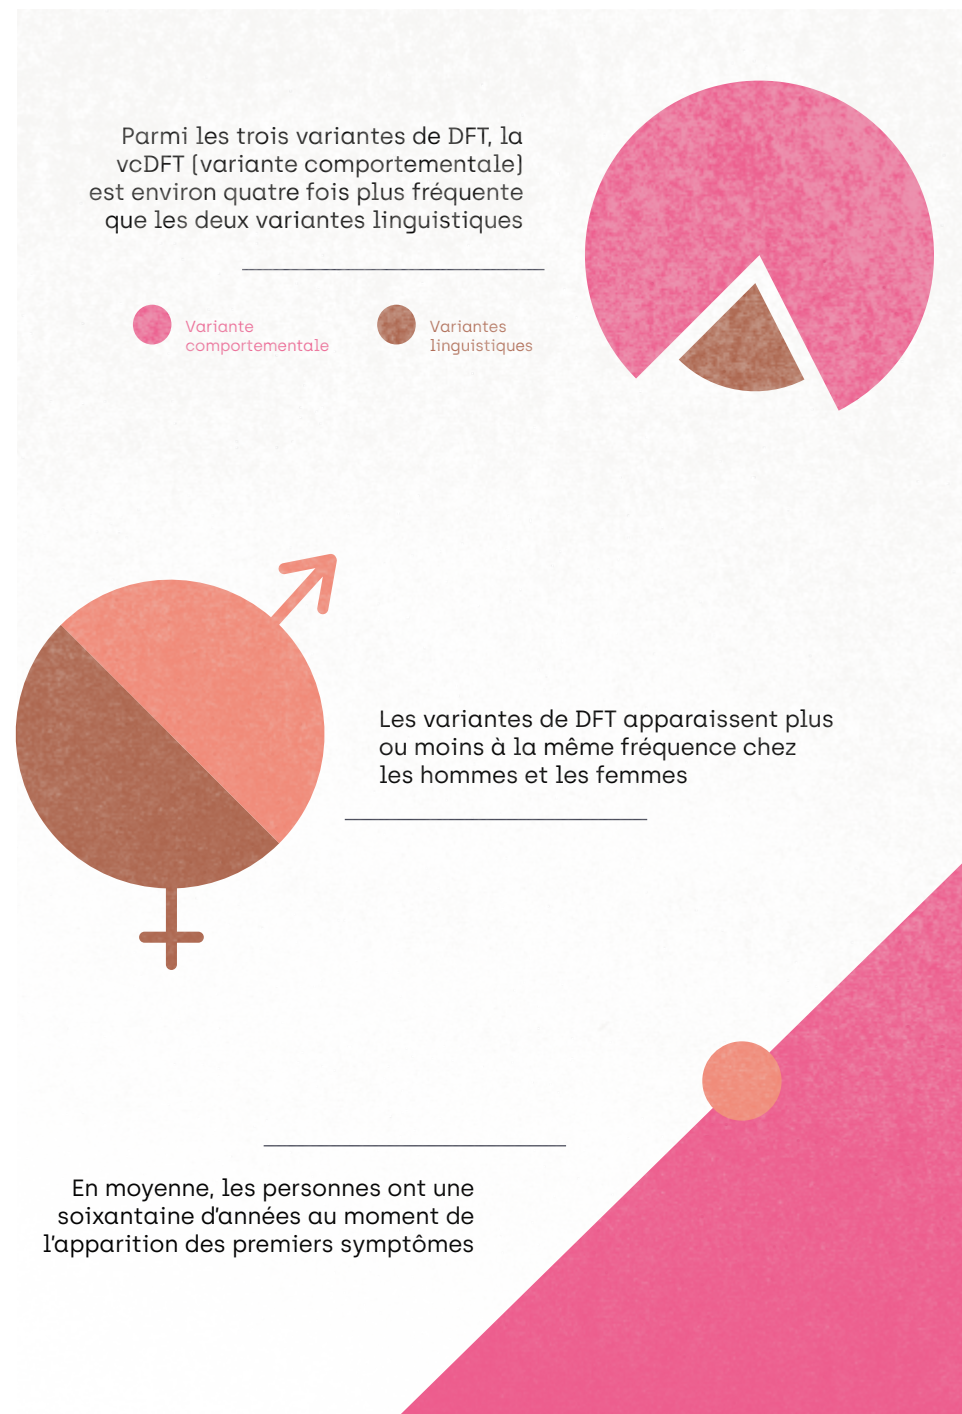 Parmi les trois variantes de DFT, la
vcDFT (variante comportementale)
est environ quatre fois plus fréquente
que les deux variantes linguistiques
Variante
comportementale
Variantes
linguistiques
Les variantes de DFT apparaissent plus
ou moins à la même fréquence chez
les hommes et les femmes
En moyenne, les personnes ont une
soixantaine d’années au moment de
l’apparition des premiers symptômes